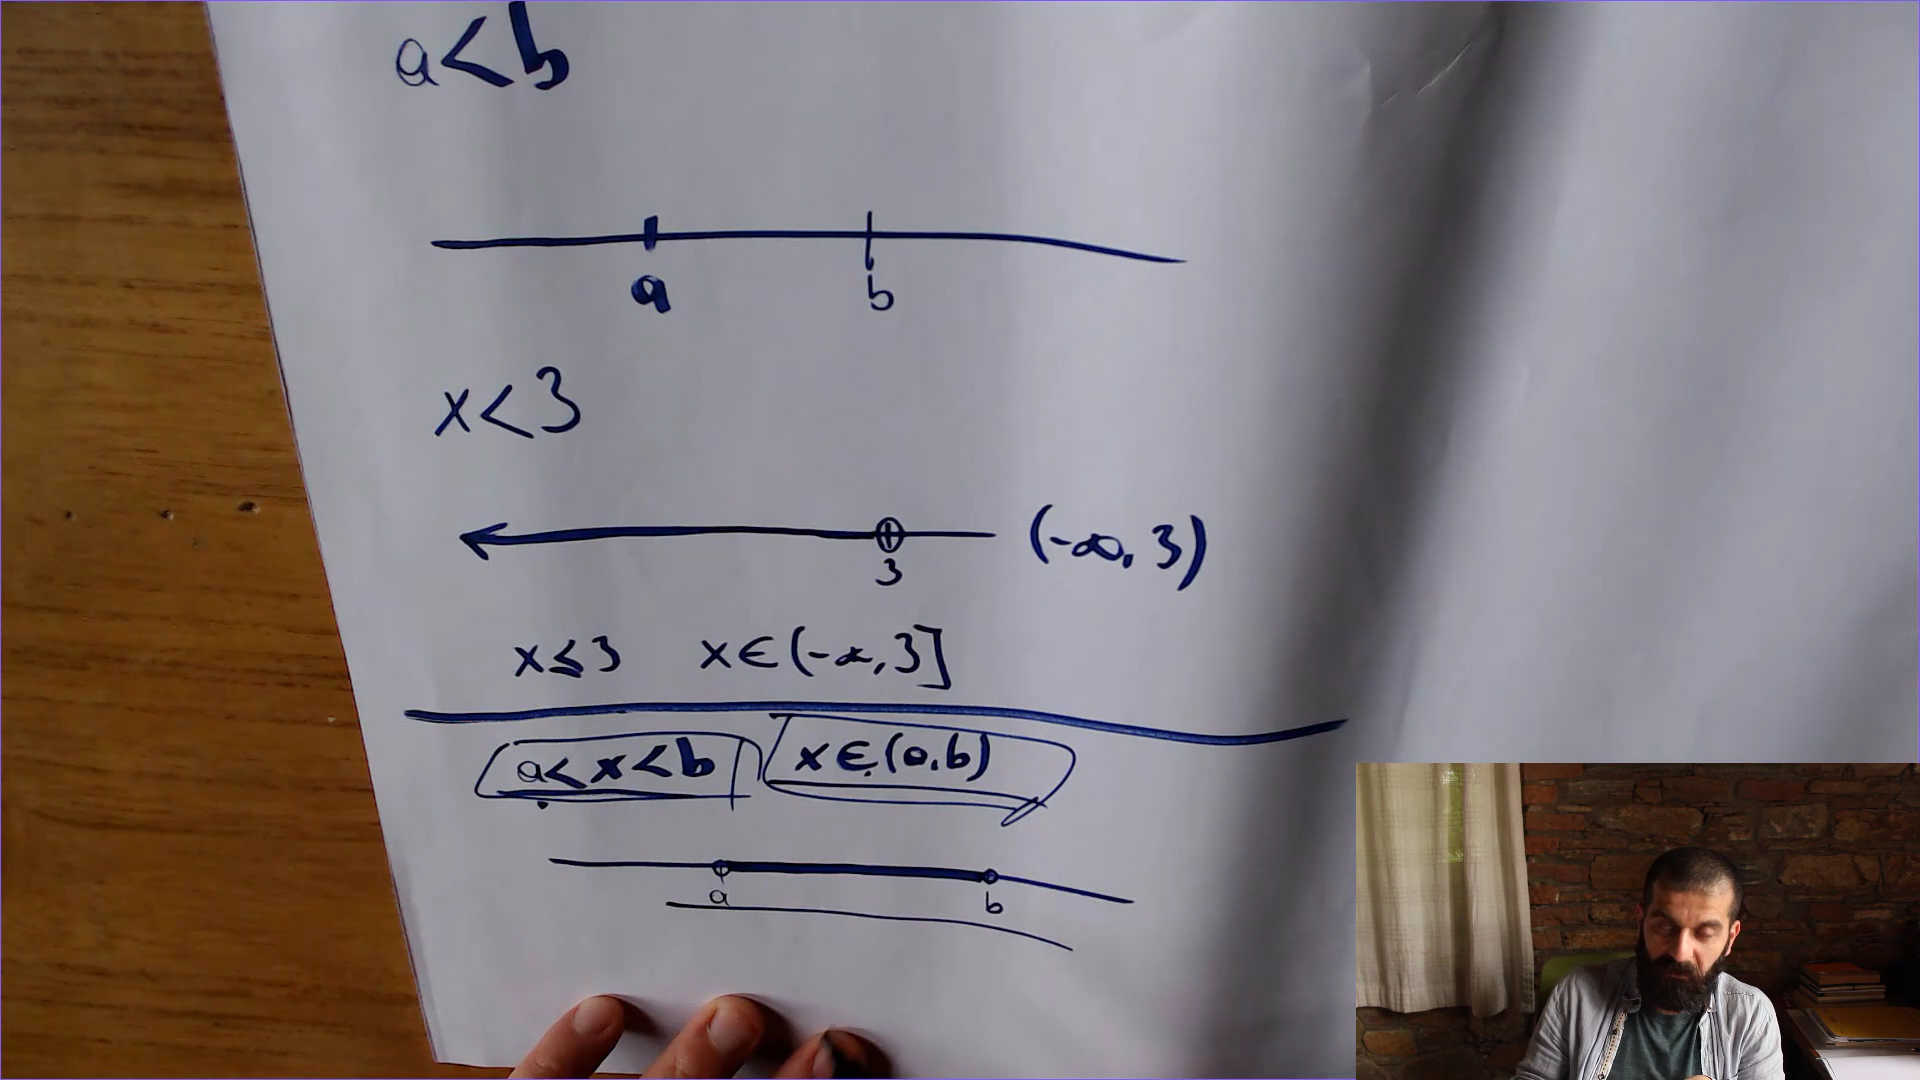 a<b
a b
x<3
3 (-∞, 3)
x≤3 x∈(-∞,3]
a<x<b x∈(a,b)
a b